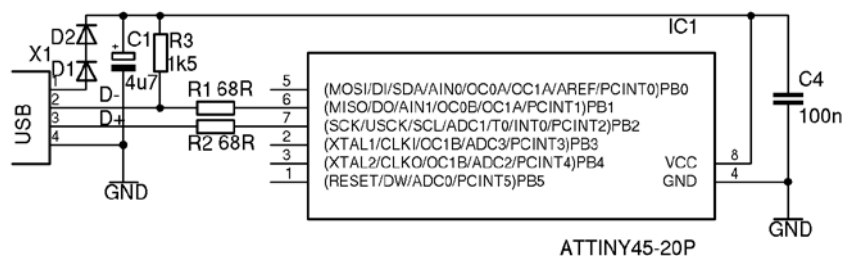 D2
C1
R3
IC1
X1
D1
+
4u7
1k5
1
2
3
4
D-
D+
R1 68R
R2 68R
USB
GND
5
6
7
2
3
1
(MOSI/DI/SDA/AIN0/OC0A/OC1A/AREF/PCINT0)PB0
(MISO/DO/AIN1/OC0B/OC1A/PCINT1)PB1
(SCK/USCK/SCL/ADC1/T0/INT0/PCINT2)PB2
(XTAL1/CLKI/OC1B/ADC3/PCINT3)PB3
(XTAL2/CLKO/OC1B/ADC2/PCINT4)PB4
(RESET/DW/ADC0/PCINT5)PB5
VCC
GND
8
4
C4
100n
GND
ATTINY45-20P